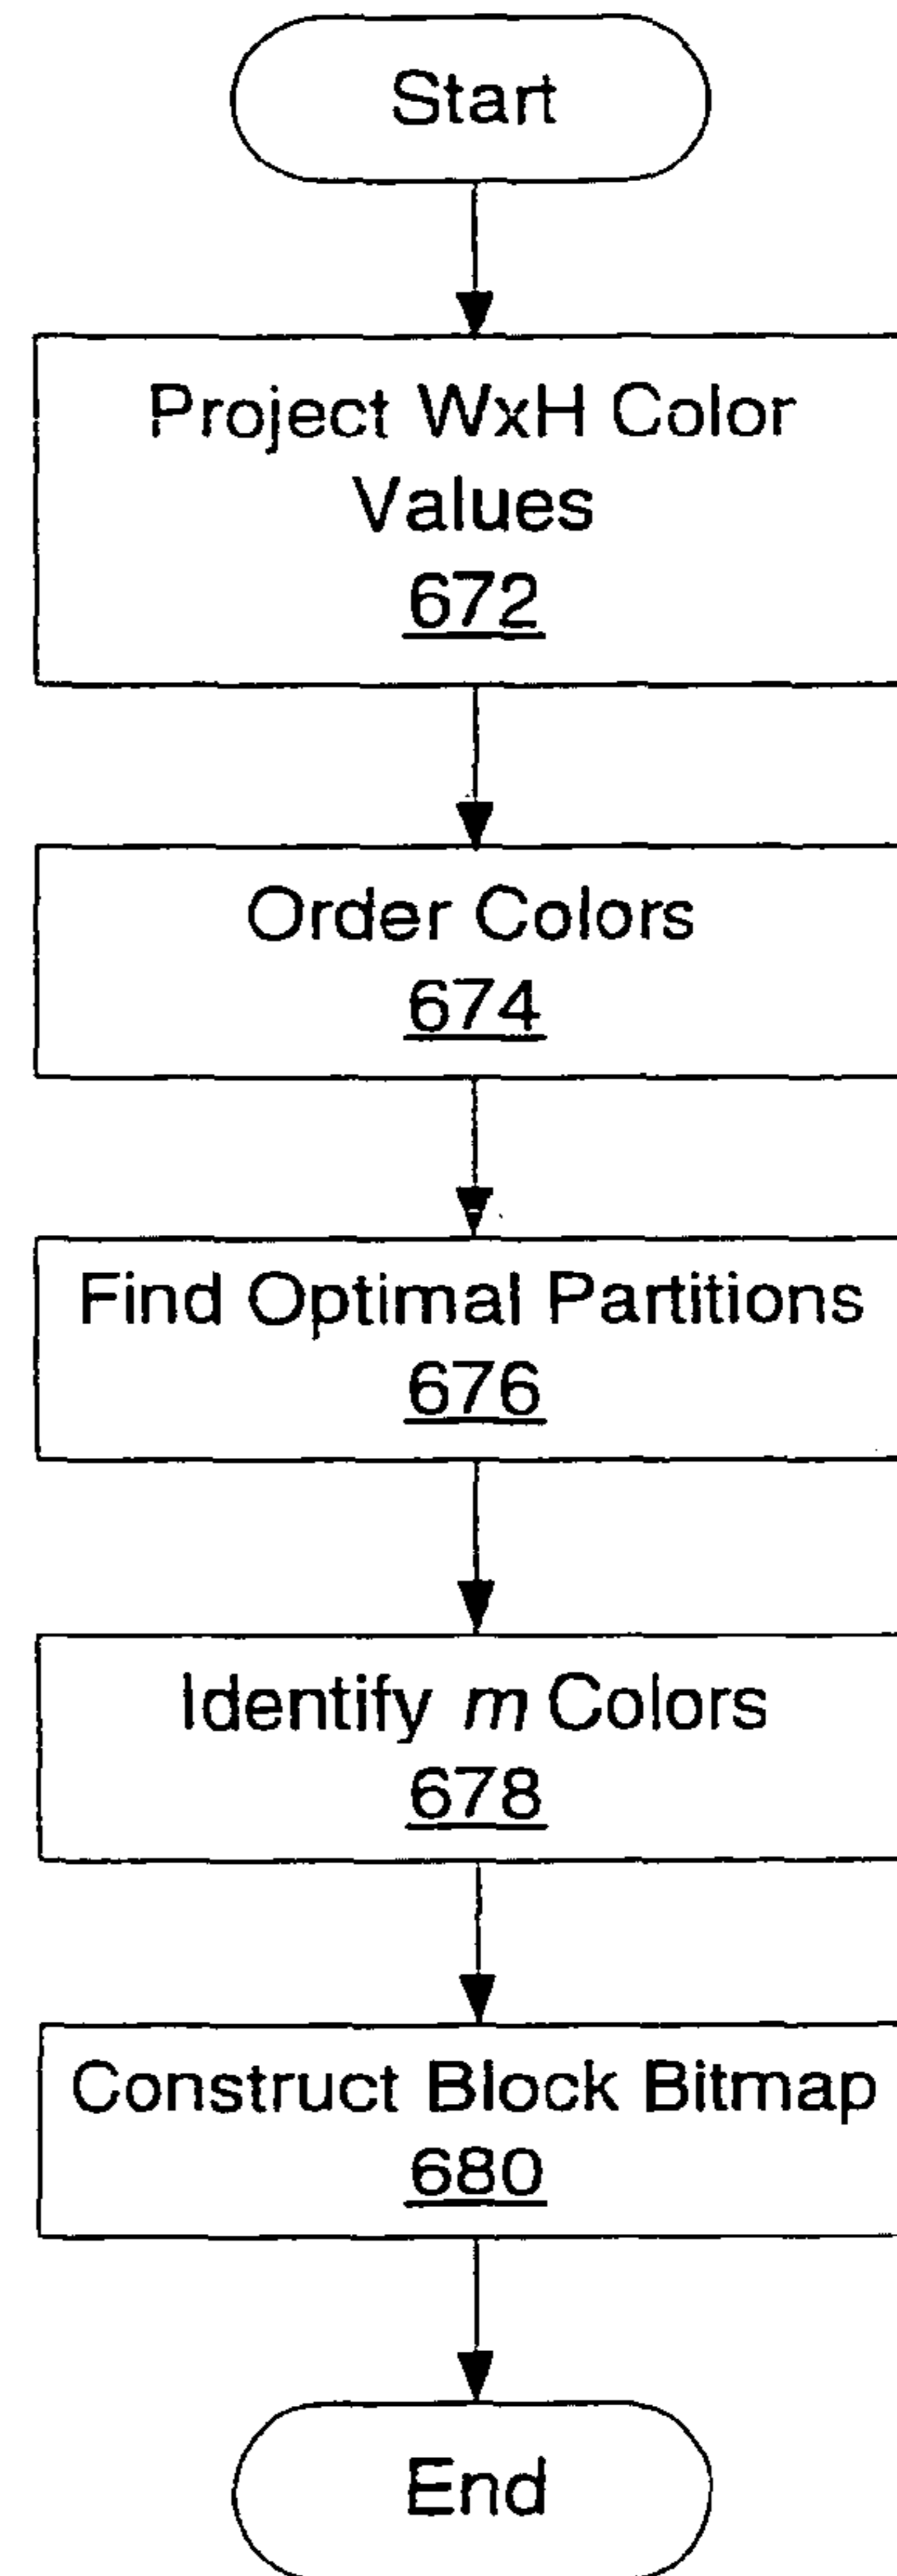 Start
Project WxH Color
Values
672
Order Colors
674
Find Optimal Partitions
676
Identify m Colors
678
Construct Block Bitmap
680
End